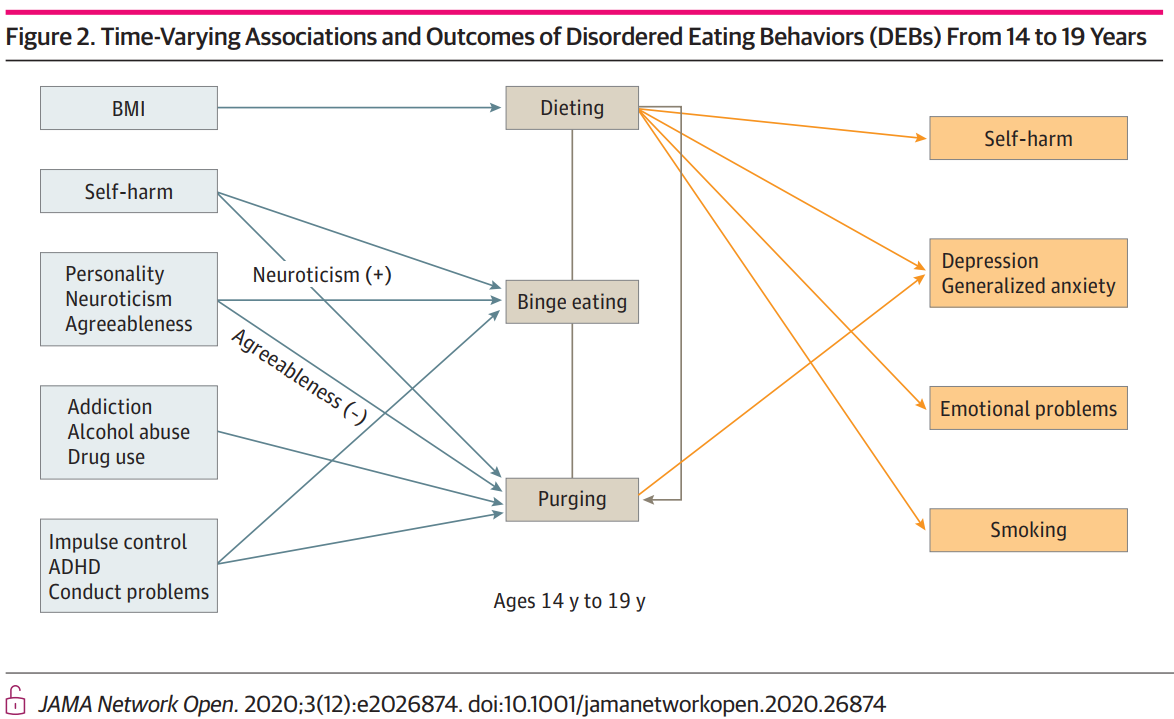 Figure 2. Time-Varying Associations and Outcomes of Disordered Eating Behaviors (DEBs) From 14 to 19 Years
BMI
Self-harm
Personality
Neuroticism
Agreeableness
Addiction
Alcohol abuse
Drug use
Impulse control
ADHD
Conduct problems
Neuroticism (+)
Agreeableness (-)
Dieting
Binge eating
Purging
Ages 14 y to 19 y
Self-harm
Depression
Generalized anxiety
Emotional problems
Smoking
JAMA Network Open. 2020;3(12):e2026874. doi:10.1001/jamanetworkopen.2020.26874